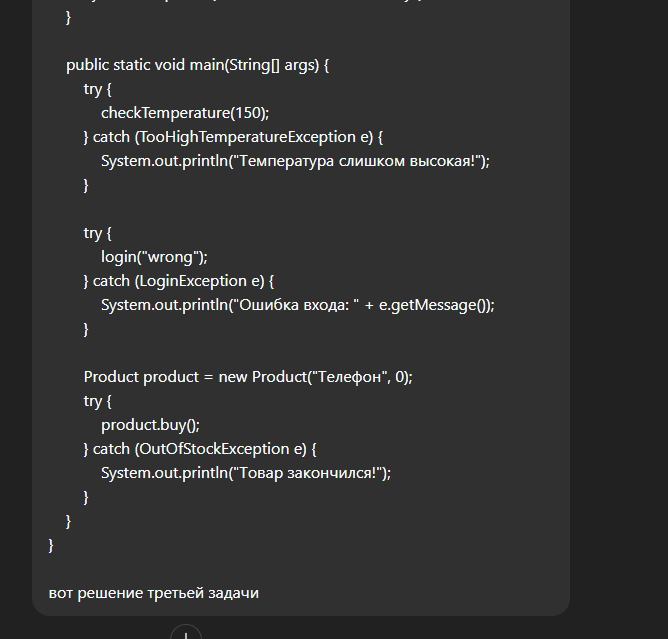 }
public static void main(String[] args) {
try {
checkTemperature(150);
} catch (TooHighTemperatureException e) {
System.out.println("Температура слишком высокая!");
}
try {
login("wrong");
} catch (LoginException e) {
System.out.println("Ошибка входа: " + e.getMessage());
}
Product product = new Product("Телефон", 0);
try {
product.buy();
} catch (OutOfStockException e) {
System.out.println("Товар закончился!");
}
}
}
вот решение третьей задачи